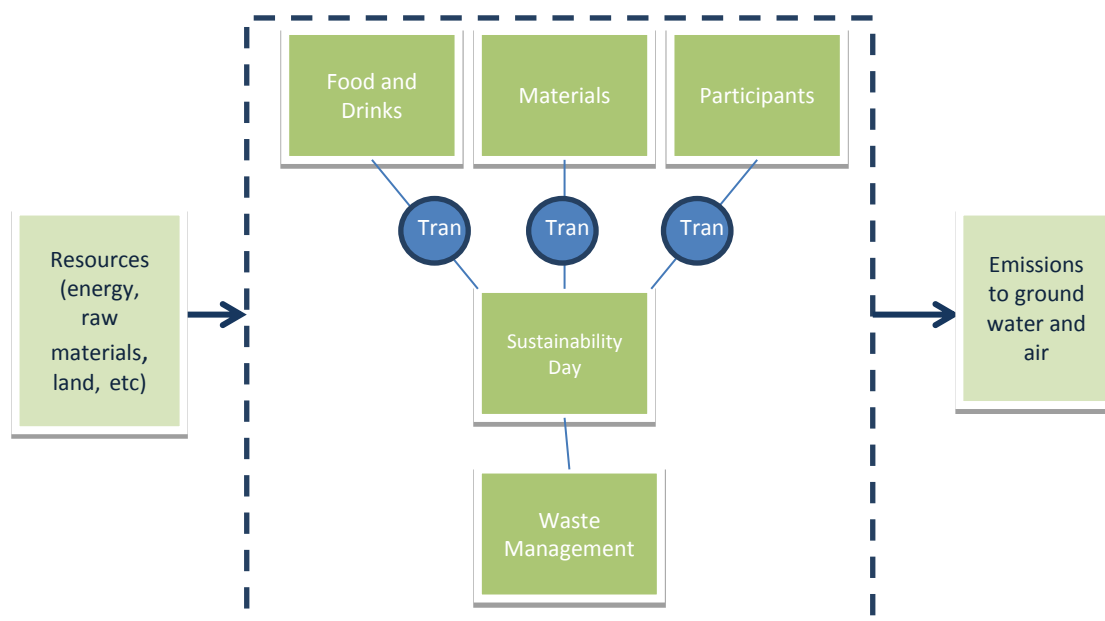 Food and
Drinks
Materials
Participants
Tran
Tran
Tran
Resources
(energy,
raw
materials,
land, etc)
Sustainability
Day
Emissions
to ground
water and
air
Waste
Management